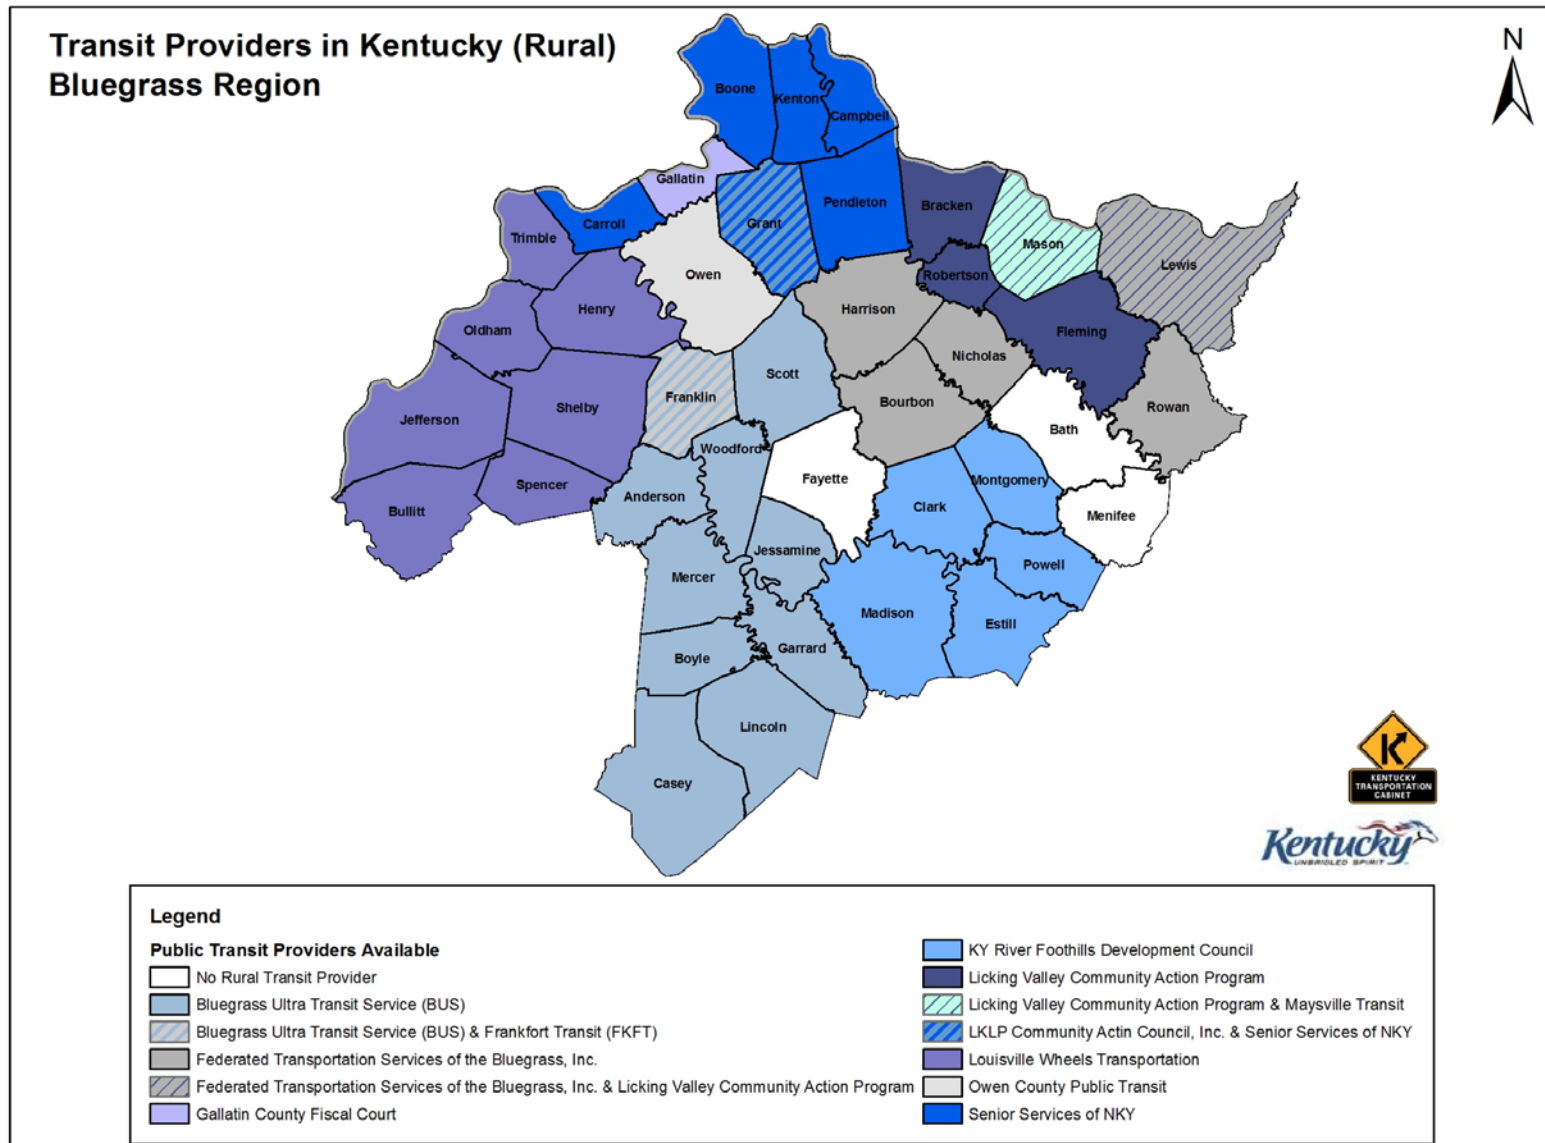 Transit Providers in Kentucky (Rural)
Bluegrass Region
N
Boone
Kenton
Campbell
Gallatin
Carroll
Grant
Pendleton
Bracken
Mason
Lewis
Trimble
Owen
Robertson
Henry
Harrison
Oldham
Fleming
Nicholas
Scott
Franklin
Shelby
Bourbon
Rowan
Jefferson
Bath
Woodford
Fayette
Montgomery
Spencer
Anderson
Clark
Bullitt
Menifee
Jessamine
Powell
Mercer
Madison
Estill
Garrard
Boyle
Lincoln
Casey
KENTUCKY
TRANSPORTATION
CABINET
Kentucky
UNBRIDLED SPIRIT
Legend
Public Transit Providers Available
No Rural Transit Provider
Bluegrass Ultra Transit Service (BUS)
Bluegrass Ultra Transit Service (BUS) & Frankfort Transit (FKFT)
Federated Transportation Services of the Bluegrass, Inc.
Federated Transportation Services of the Bluegrass, Inc. & Licking Valley Community Action Program
Gallatin County Fiscal Court
KY River Foothills Development Council
Licking Valley Community Action Program
Licking Valley Community Action Program & Maysville Transit
LKLP Community Actin Council, Inc. & Senior Services of NKY
Louisville Wheels Transportation
Owen County Public Transit
Senior Services of NKY